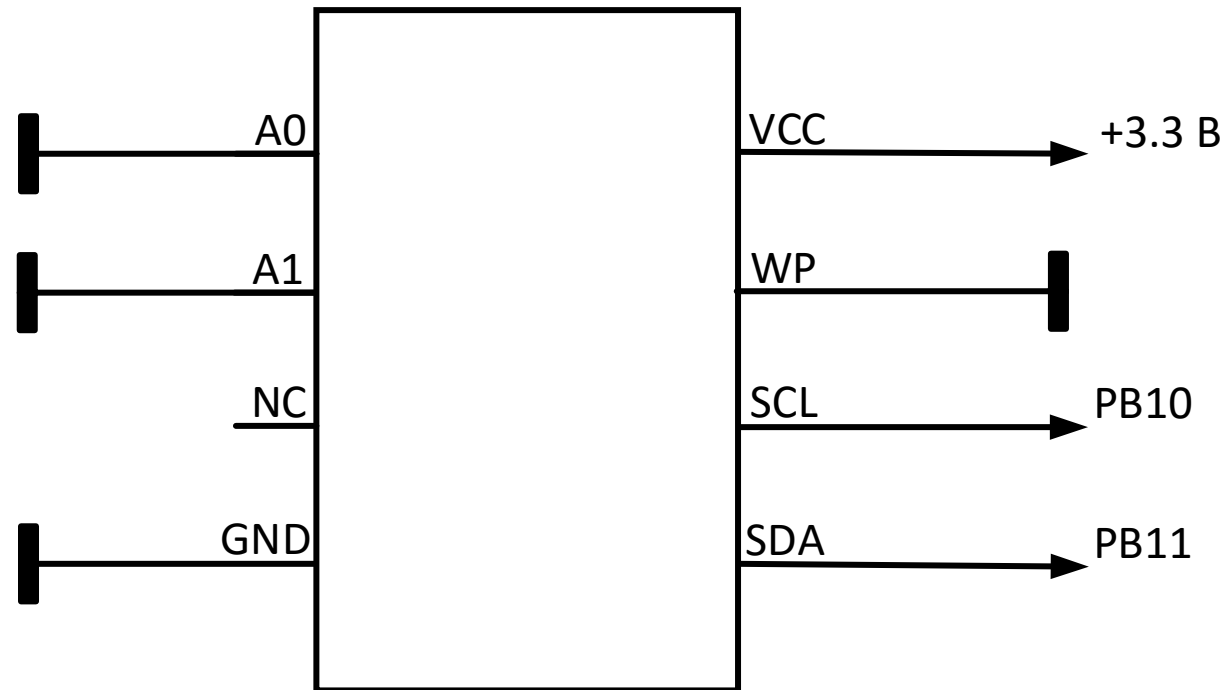 A0
VCC
+3.3 В
A1
WP
NC
SCL
PB10
GND
SDA
PB11